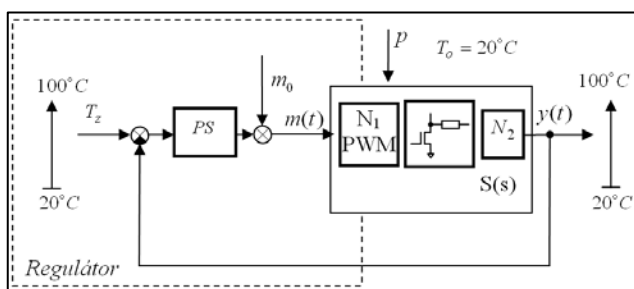 p
T_o = 20°C
100°C
m_0
100°C
T_z
PS
m(t)
N_1
PWM
N_2
y(t)
S(s)
20°C
20°C
Regulátor